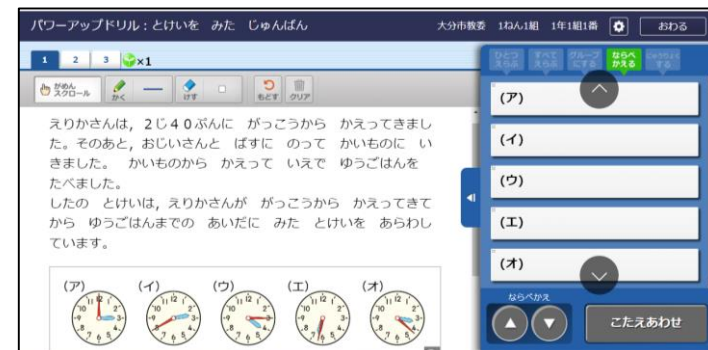 パワーアップドリル：とけいを みた じゅんばん
大分市教委 1ねん1組 1年1組1番 おわる
1 2 3 ×1
ひとつえらぶ すべてえらぶ グループにする ならべかえる
がめんスクロール かく けす もどす クリア
えりかさんは，2じ40ぷんに がっこうから かえってきまし
た。そのあと，おじいさんと ばすに のって かいものに い
きました。 かいものから かえって いえで ゆうごはんを
たべました。
したの とけいは，えりかさんが がっこうから かえってきて
から ゆうごはんまでの あいだに みた とけいを あらわし
ています。
(ア) (イ) (ウ) (エ) (オ)
(ア)
(イ)
(ウ)
(エ)
(オ)
ならべかえ
こたえあわせ